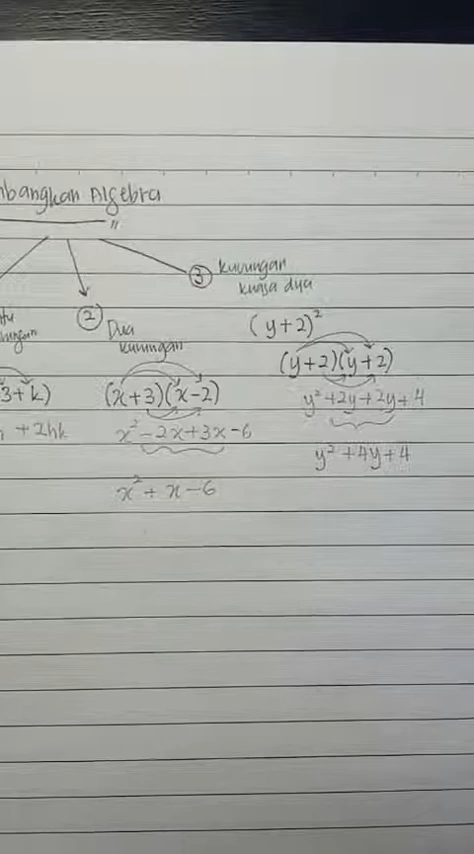 mbangkan Algebra
③ kurungan
kuasa dua
② Dua
kurungan
(y+2)²
(y+2)(y+2)
y²+2y+2y+4
y²+4y+4
(x+3)(x-2)
x²-2x+3x-6
x²+x-6
3+k)
+2hk